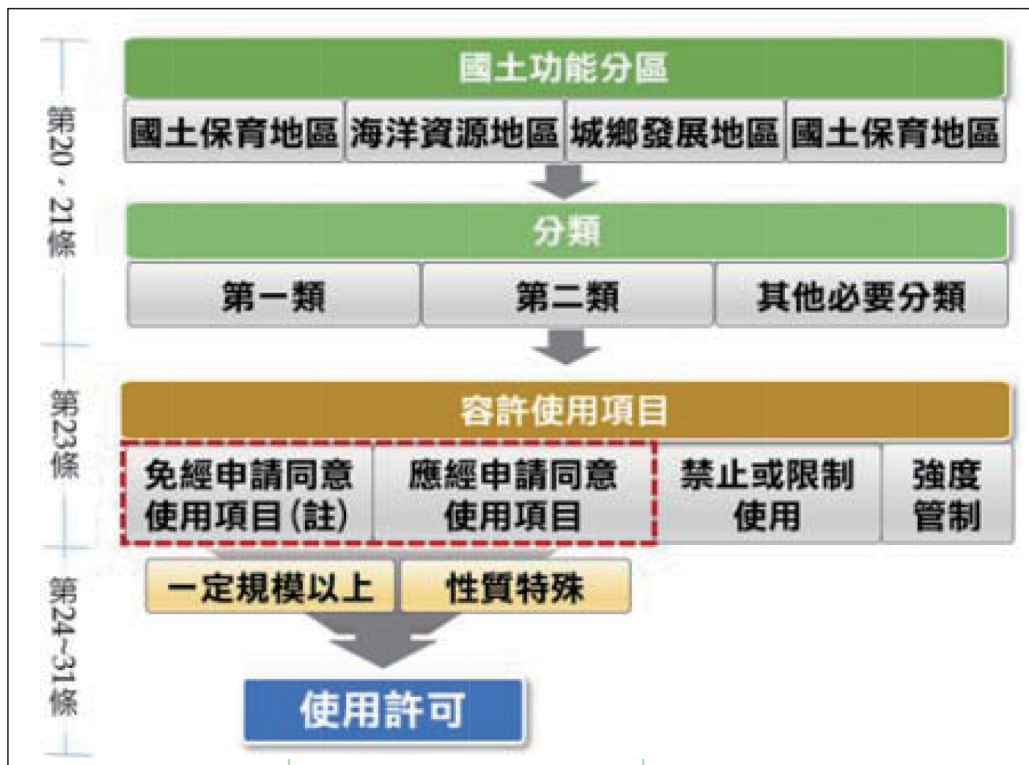 國土功能分區
國土保育地區 海洋資源地區 城鄉發展地區 國土保育地區
第20、21條
分類
第一類 第二類 其他必要分類
容許使用項目
第23條
免經申請同意 應經申請同意 禁止或限制 強度
使用項目(註) 使用項目 使用 管制
一定規模以上 性質特殊
第24~31條
使用許可